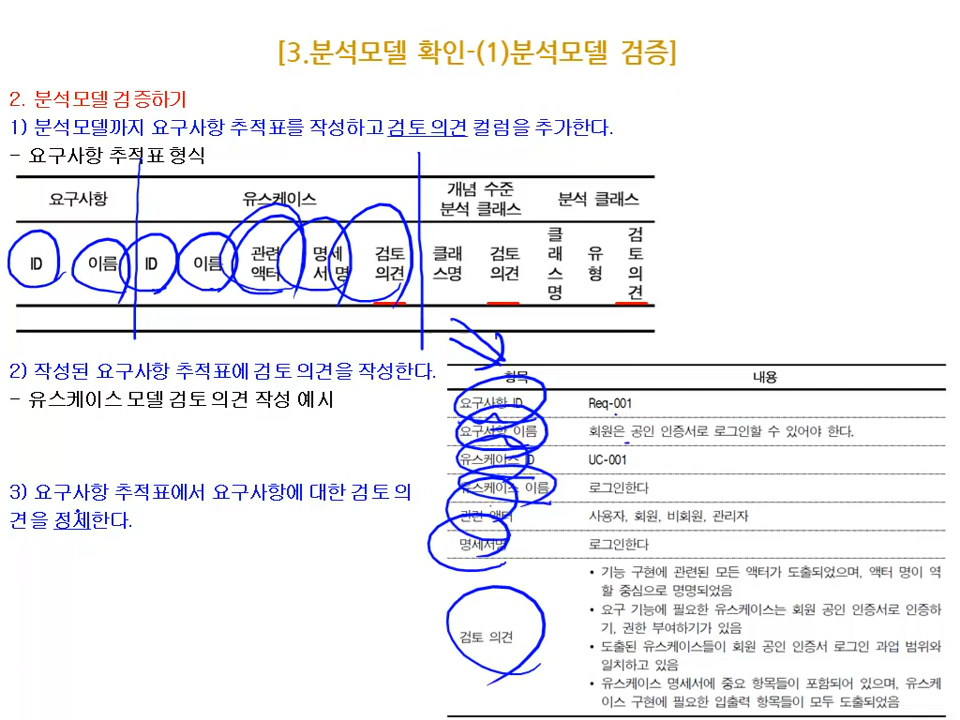 [3.분석모델 확인-(1)분석모델 검증]
2. 분석모델검증하기
1) 분석모델까지 요구사항 추적표를 작성하고 검토의견 컬럼을 추가한다.
- 요구사항 추적표 형식
요구사항 유스케이스 개념 수준 분석 클래스 분석 클래스
ID 이름 ID 이름 관련 액터 명세서 명 검토 의견 클래스명 검토 의견 클래스명 유형 검토의견
2) 작성된 요구사항 추적표에 검토의견을 작성한다.
- 유스케이스 모델 검토의견 작성 예시
3) 요구사항 추적표에서 요구사항에 대한 검토 의
견을 정제한다.
항목 내용
요구사항 ID Req-001
요구사항 이름 회원은 공인 인증서로 로그인할 수 있어야 한다.
유스케이스 ID UC-001
유스케이스 이름 로그인한다
관련 액터 사용자, 회원, 비회원, 관리자
명세서명 로그인한다
검토 의견
• 기능 구현에 관련된 모든 액터가 도출되었으며, 액터 명이 역
할 중심으로 명명되었음
• 요구 기능에 필요한 유스케이스는 회원 공인 인증서로 인증하
기, 권한 부여하기가 있음
• 도출된 유스케이스들이 회원 공인 인증서 로그인 과업 범위와
일치하고 있음
• 유스케이스 명세서에 중요 항목들이 포함되어 있으며, 유스케
이스 구현에 필요한 입출력 항목들이 모두 도출되었음